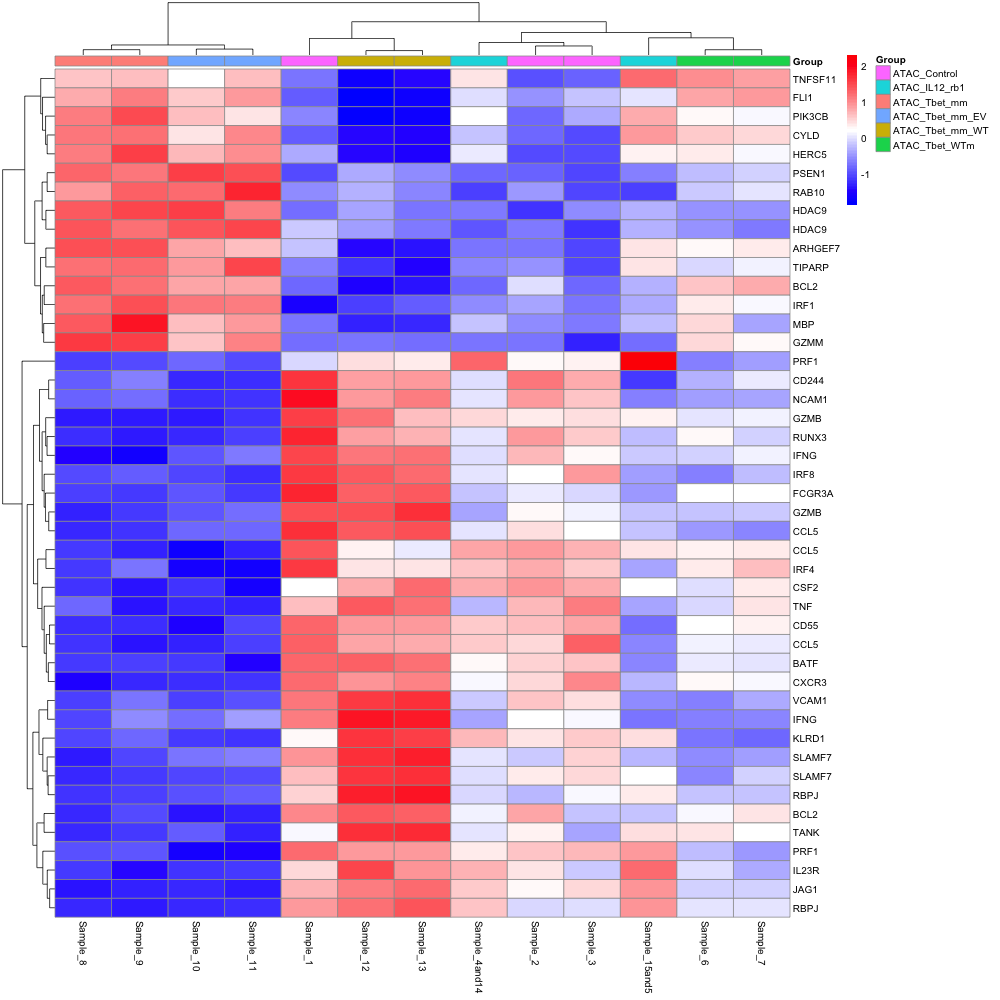 Group
TNFSF11
FLI1
PIK3CB
CYLD
HERC5
PSEN1
RAB10
HDAC9
HDAC9
ARHGEF7
TIPARP
BCL2
IRF1
MBP
GZMM
PRF1
CD244
NCAM1
GZMB
RUNX3
IFNG
IRF8
FCGR3A
GZMB
CCL5
CCL5
IRF4
CSF2
TNF
CD55
CCL5
BATF
CXCR3
VCAM1
IFNG
KLRD1
SLAMF7
SLAMF7
RBPJ
BCL2
TANK
PRF1
IL23R
JAG1
RBPJ
2
1
0
-1
Group
ATAC_Control
ATAC_IL12_rb1
ATAC_Tbet_mm
ATAC_Tbet_mm_EV
ATAC_Tbet_mm_WT
ATAC_Tbet_WTm
Sample_8
Sample_9
Sample_10
Sample_11
Sample_1
Sample_12
Sample_13
Sample_4and14
Sample_2
Sample_3
Sample_15and5
Sample_6
Sample_7